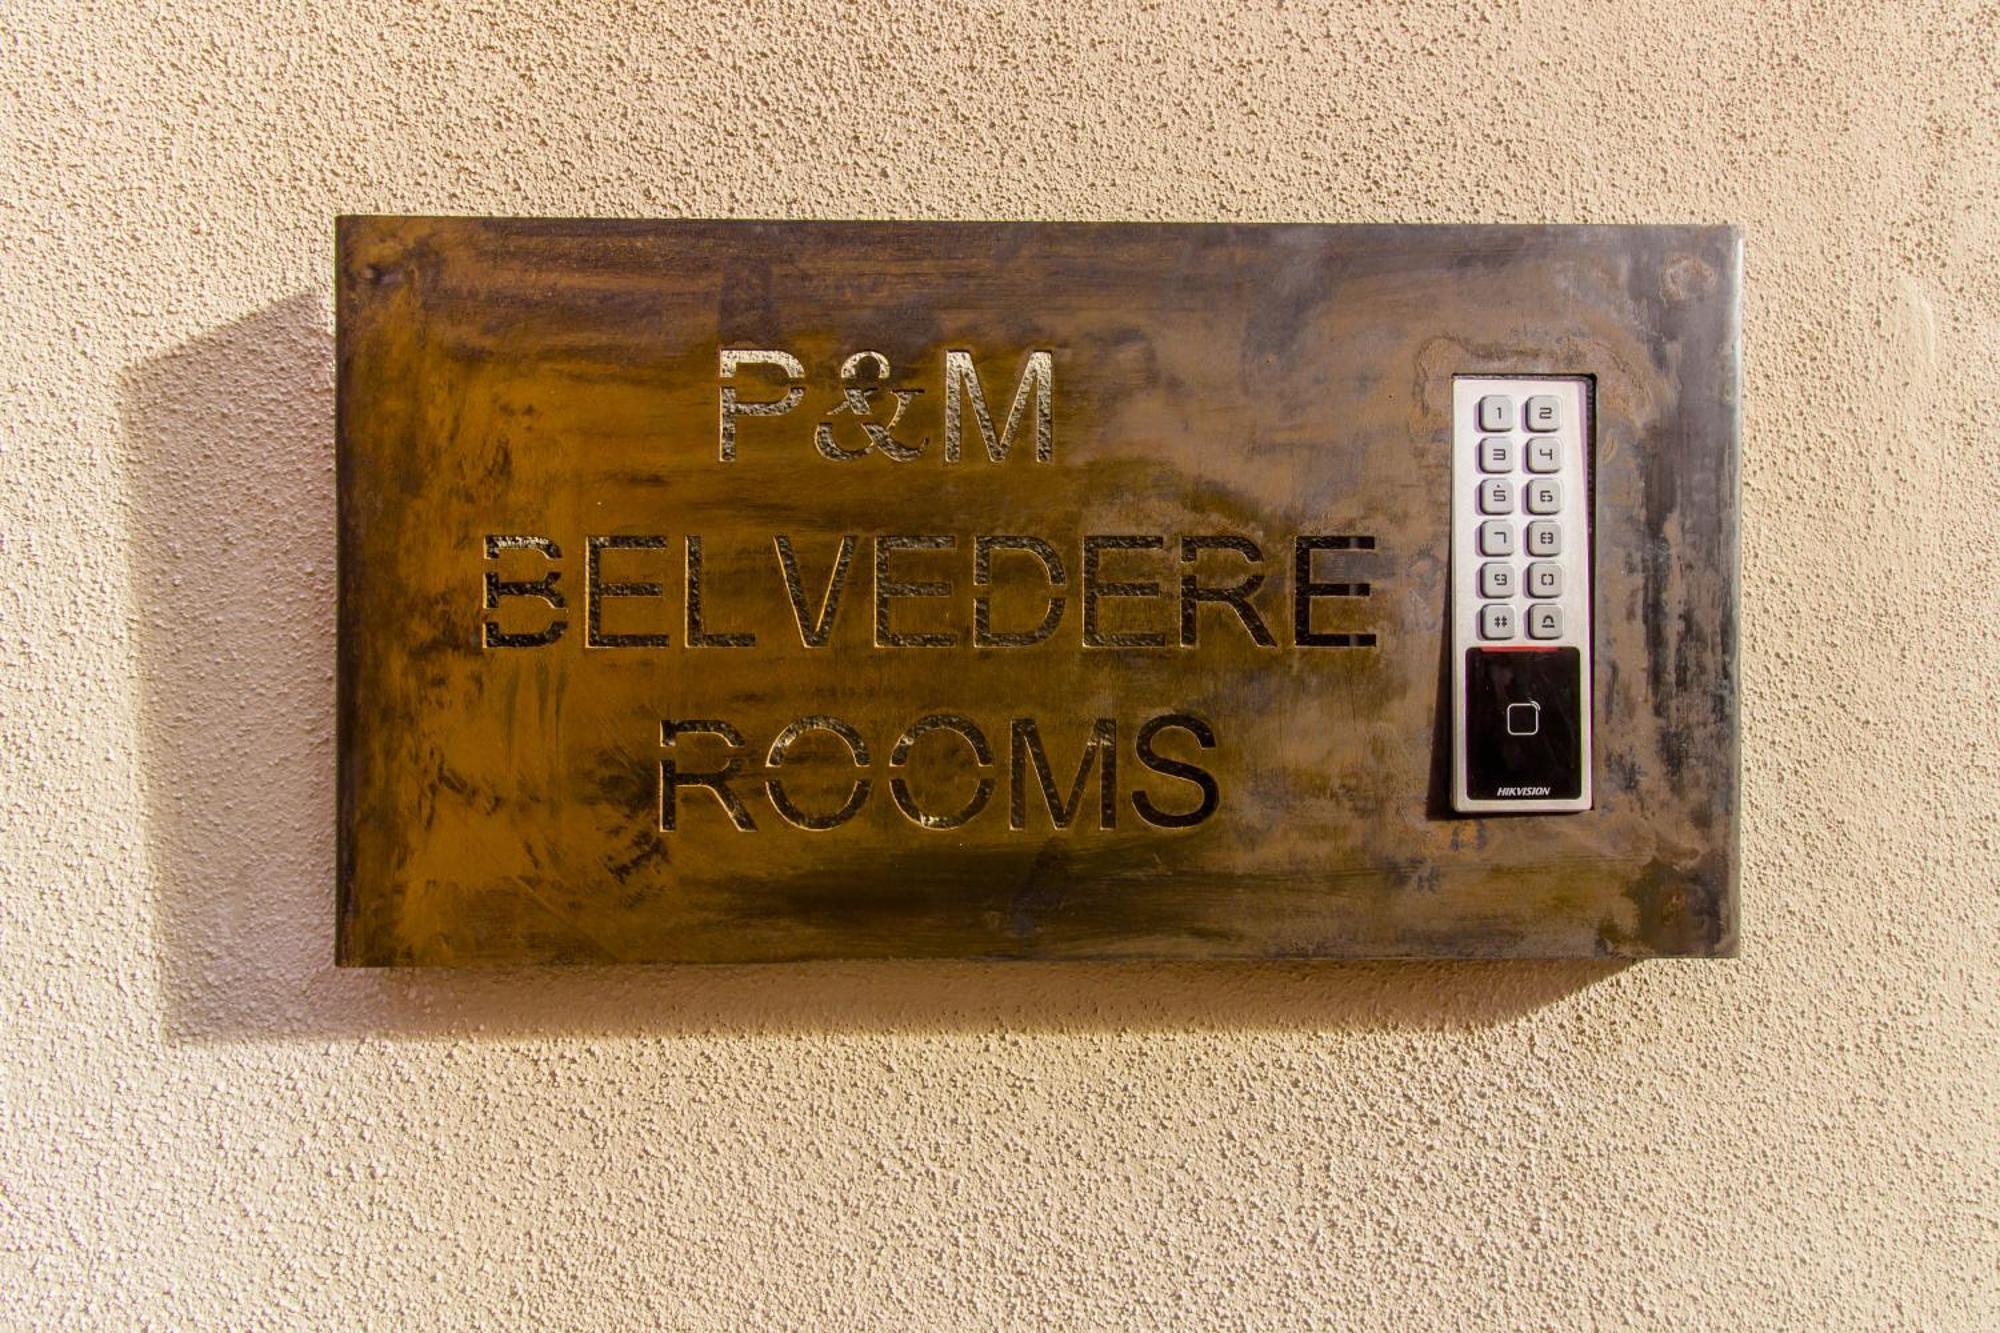 P&M
BELVEDERE
ROOMS
1 2
3 4
5 6
7 8
9 0
#
HIKVISION